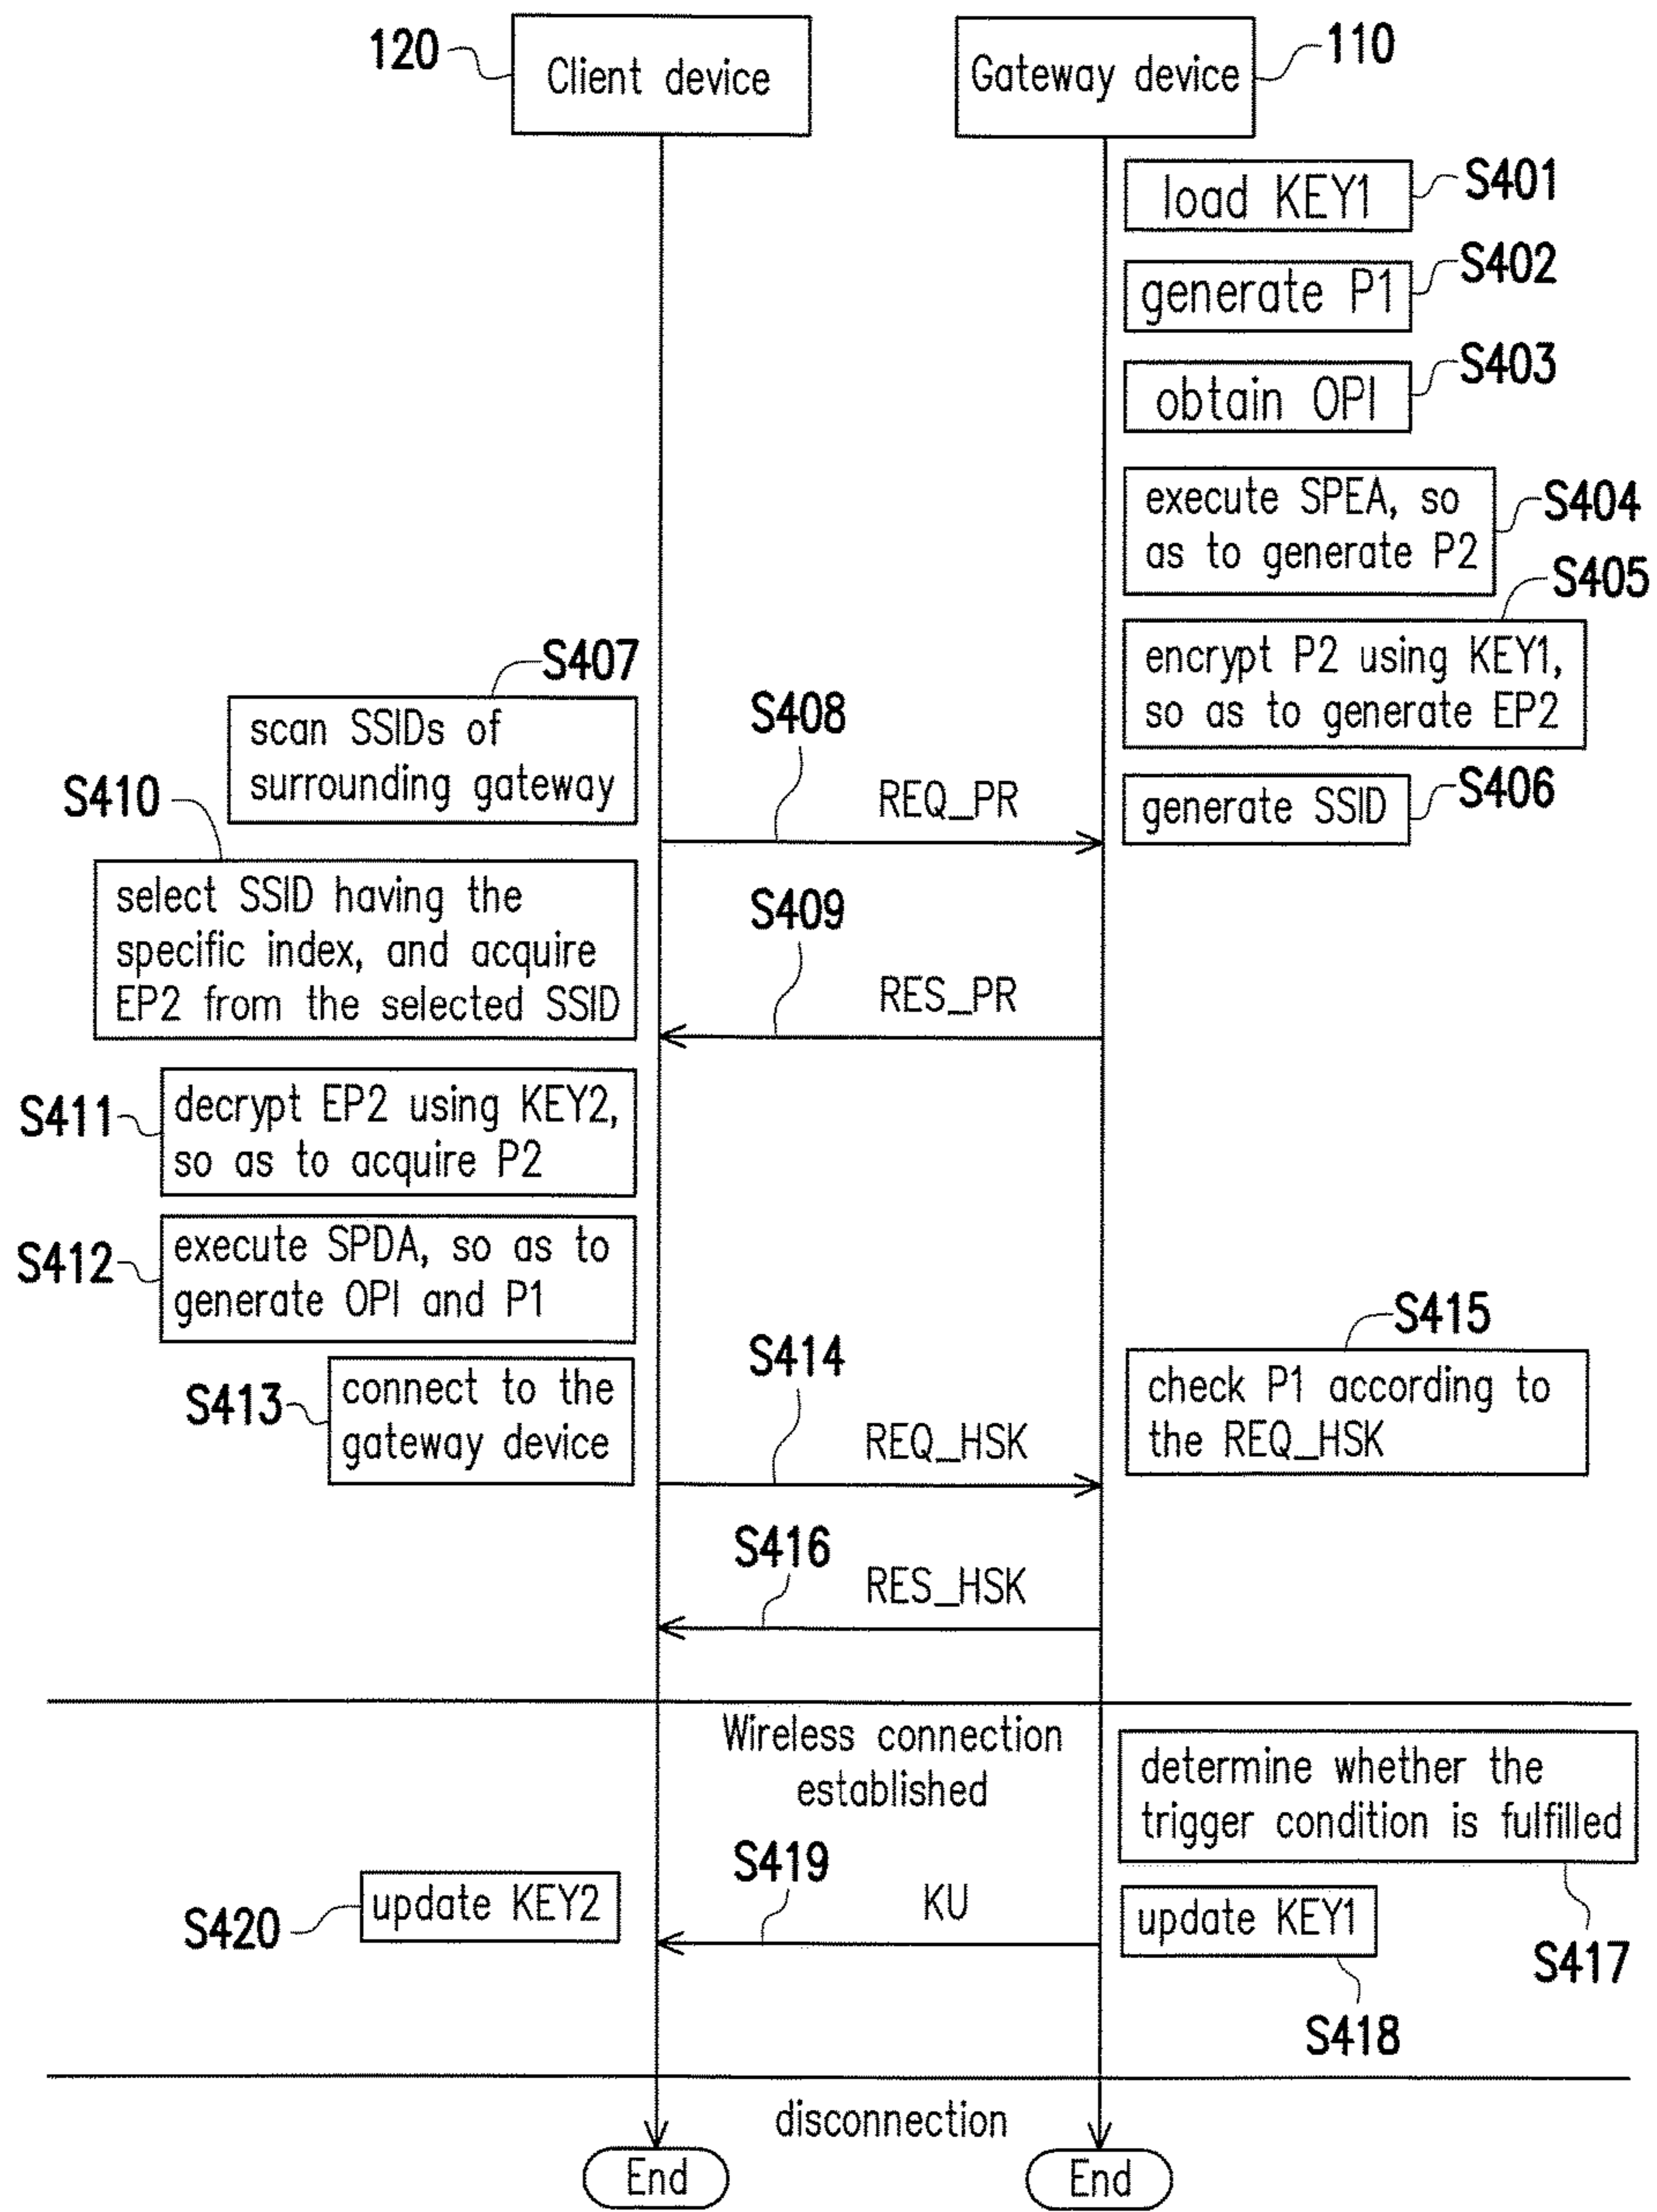 120
Client device
Gateway device
110
load KEY1
S401
generate P1
S402
obtain OPI
S403
execute SPEA, so
as to generate P2
S404
S405
encrypt P2 using KEY1,
so as to generate EP2
S407
scan SSIDs of
surrounding gateway
S408
REQ_PR
generate SSID
S406
S410
select SSID having the
specific index, and acquire
EP2 from the selected SSID
S409
RES_PR
S411
decrypt EP2 using KEY2,
so as to acquire P2
S412
execute SPDA, so as to
generate OPI and P1
S413
connect to the
gateway device
S414
REQ_HSK
S415
check P1 according to
the REQ_HSK
S416
RES_HSK
Wireless connection
established
determine whether the
trigger condition is fulfilled
S417
S420
update KEY2
S419
KU
update KEY1
S418
disconnection
End
End